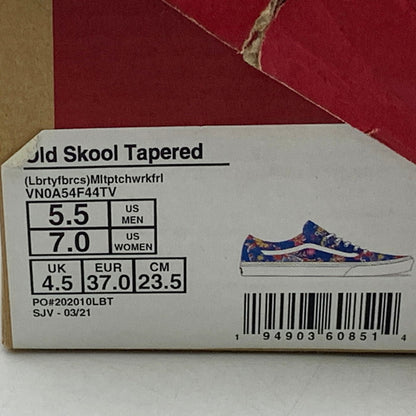 Old Skool Tapered
(Lbrtyfbrcs)Mltptchwrkfrl
VN0A54F44TV
5.5 US MEN
7.0 US WOMEN
UK EUR CM
4.5 37.0 23.5
PO#202010LBT
SJV - 03/21
1 94903 60851 4